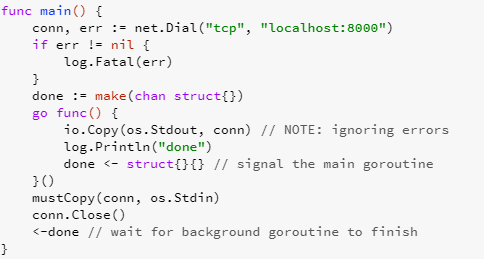 func main() {
    conn, err := net.Dial("tcp", "localhost:8000")
    if err != nil {
        log.Fatal(err)
    }
    done := make(chan struct{})
    go func() {
        io.Copy(os.Stdout, conn) // NOTE: ignoring errors
        log.Println("done")
        done <- struct{}{} // signal the main goroutine
    }()
    mustCopy(conn, os.Stdin)
    conn.Close()
    <-done // wait for background goroutine to finish
}